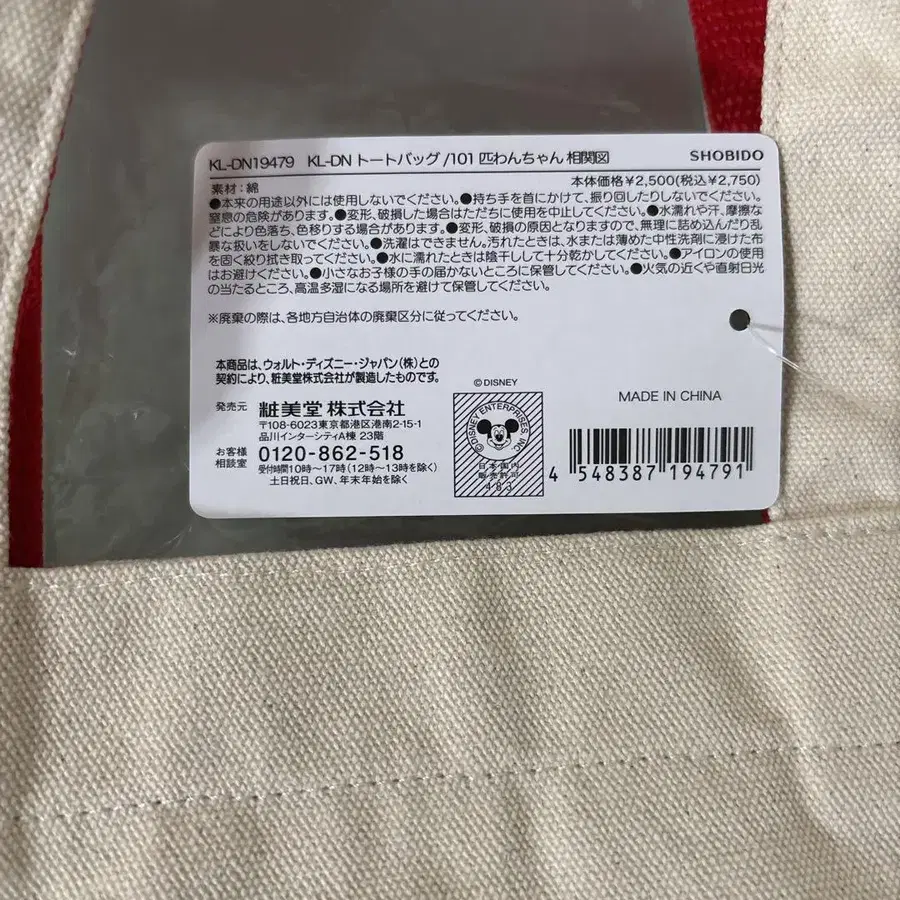 KL-DN19479 KL-DN トートバッグ/101 匹わんちゃん 相関図 SHOBIDO
素材：綿 本体価格¥2,500(税込¥2,750)
●本来の用途以外には使用しないでください。●持ち手を首にかけて、振り回したりしないでください。
窒息の危険があります。●変形、破損した場合はただちに使用を中止してください。●水濡れや汗、摩擦な
どにより色落ち、色移りする場合があります。●変形、破損の原因となりますので、無理に詰め込んだり乱
暴な扱いをしないでください。●洗濯はできません。汚れたときは、水または薄めた中性洗剤に浸けた布
を固く絞り拭き取ってください。●水に濡れたときは陰干しして十分乾かしてください。●アイロンの使用
はお避けください。●小さなお子様の手の届かないところに保管してください。●火気の近くや直射日光
の当たるところ、高温多湿になる場所を避けて保管してください。
※廃棄の際は、各地方自治体の廃棄区分に従ってください。
本商品は、ウォルト・ディズニー・ジャパン(株)との
契約により、粧美堂株式会社が製造したものです。
発売元 粧美堂 株式会社
〒108-6023東京都港区港南2-15-1
品川インターシティA棟 23階
お客様相談室 0120-862-518
受付時間10時～17時(12時～13時を除く)
土日祝日、GW、年末年始を除く
©DISNEY
©DISNEY ENTERPRISES INC.
日本国内
販売許可
483
MADE IN CHINA
4 548387 194791